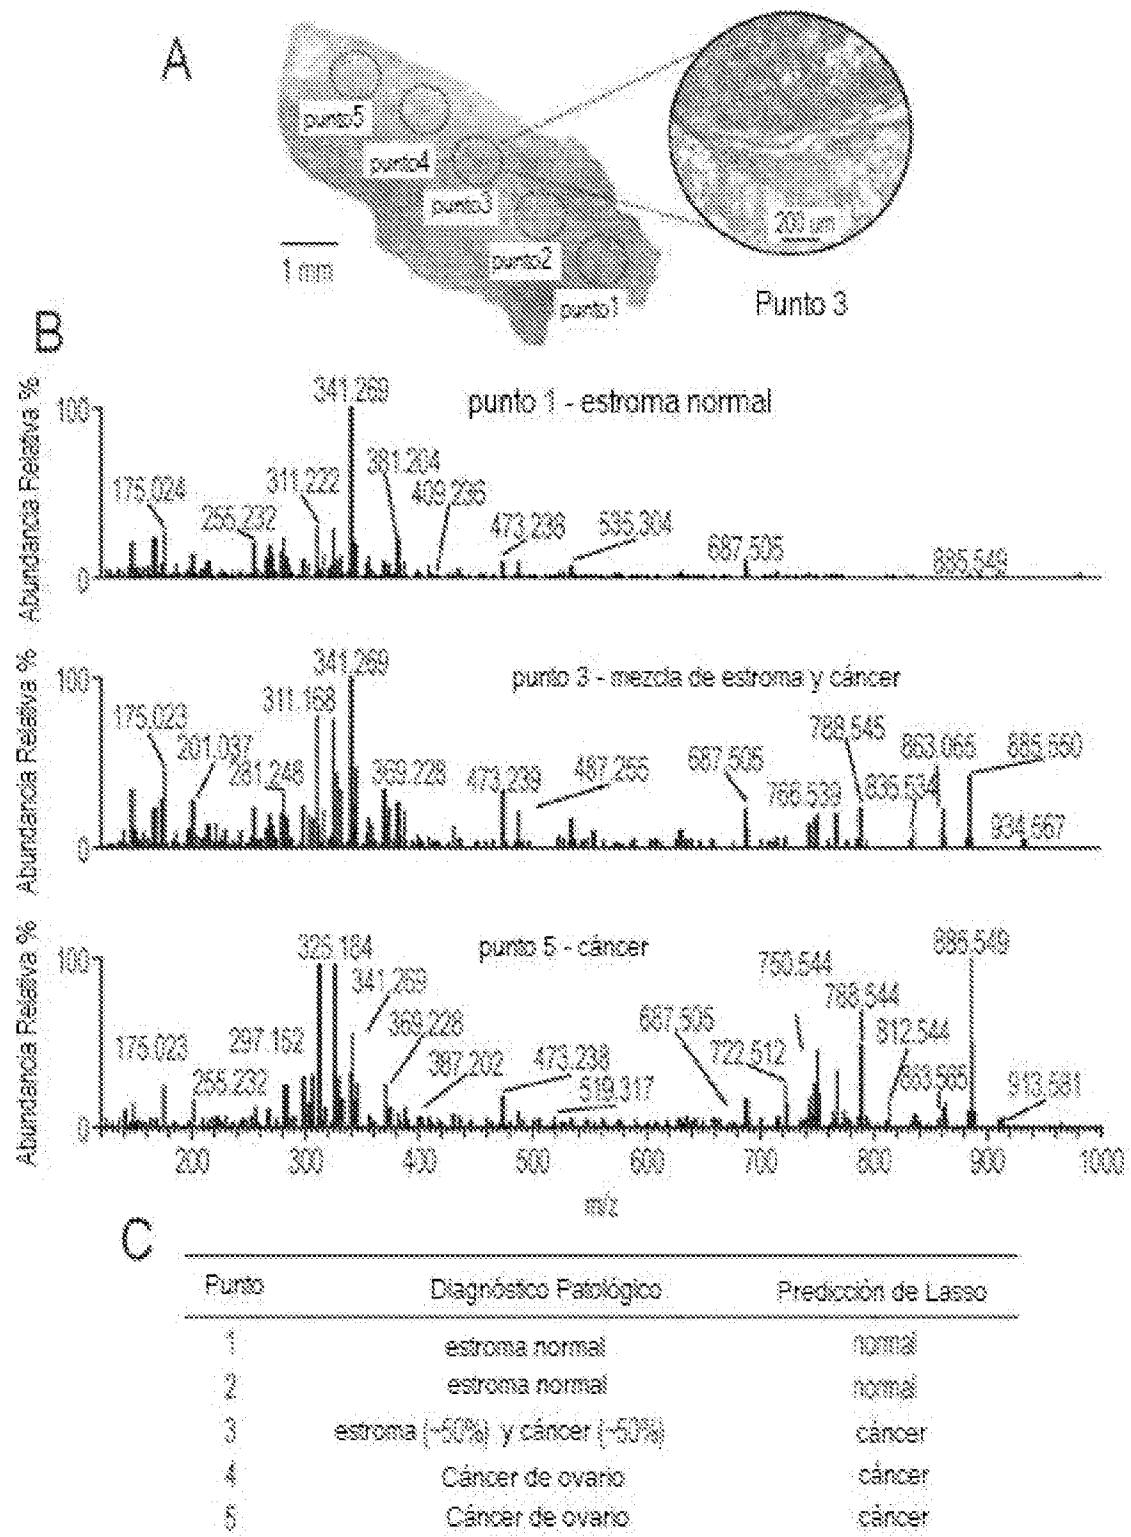 A
punto5
punto4
punto3
punto2
punto1
1 mm
200 µm
Punto 3
B
Abundancia Relativa %
100
0
punto 1 - estroma normal
175.024
255.232
311.222
341.269
381.204
409.236
473.238
535.304
687.505
885.549
Abundancia Relativa %
100
0
punto 3 - mezcla de estroma y cáncer
175.023
201.037
281.248
311.168
341.269
369.228
473.239
487.255
687.505
766.539
788.545
835.534
863.065
885.550
934.567
Abundancia Relativa %
100
0
punto 5 - cáncer
175.023
255.232
297.152
325.184
341.269
369.228
387.202
473.238
519.317
687.505
722.512
750.544
788.544
812.544
863.565
885.549
913.581
200 300 400 500 600 700 800 900 1000
m/z
C
Punto Diagnóstico Patológico Predicción de Lasso
1 estroma normal normal
2 estroma normal normal
3 estroma (~50%) y cáncer (~50%) cáncer
4 Cáncer de ovario cáncer
5 Cáncer de ovario cáncer